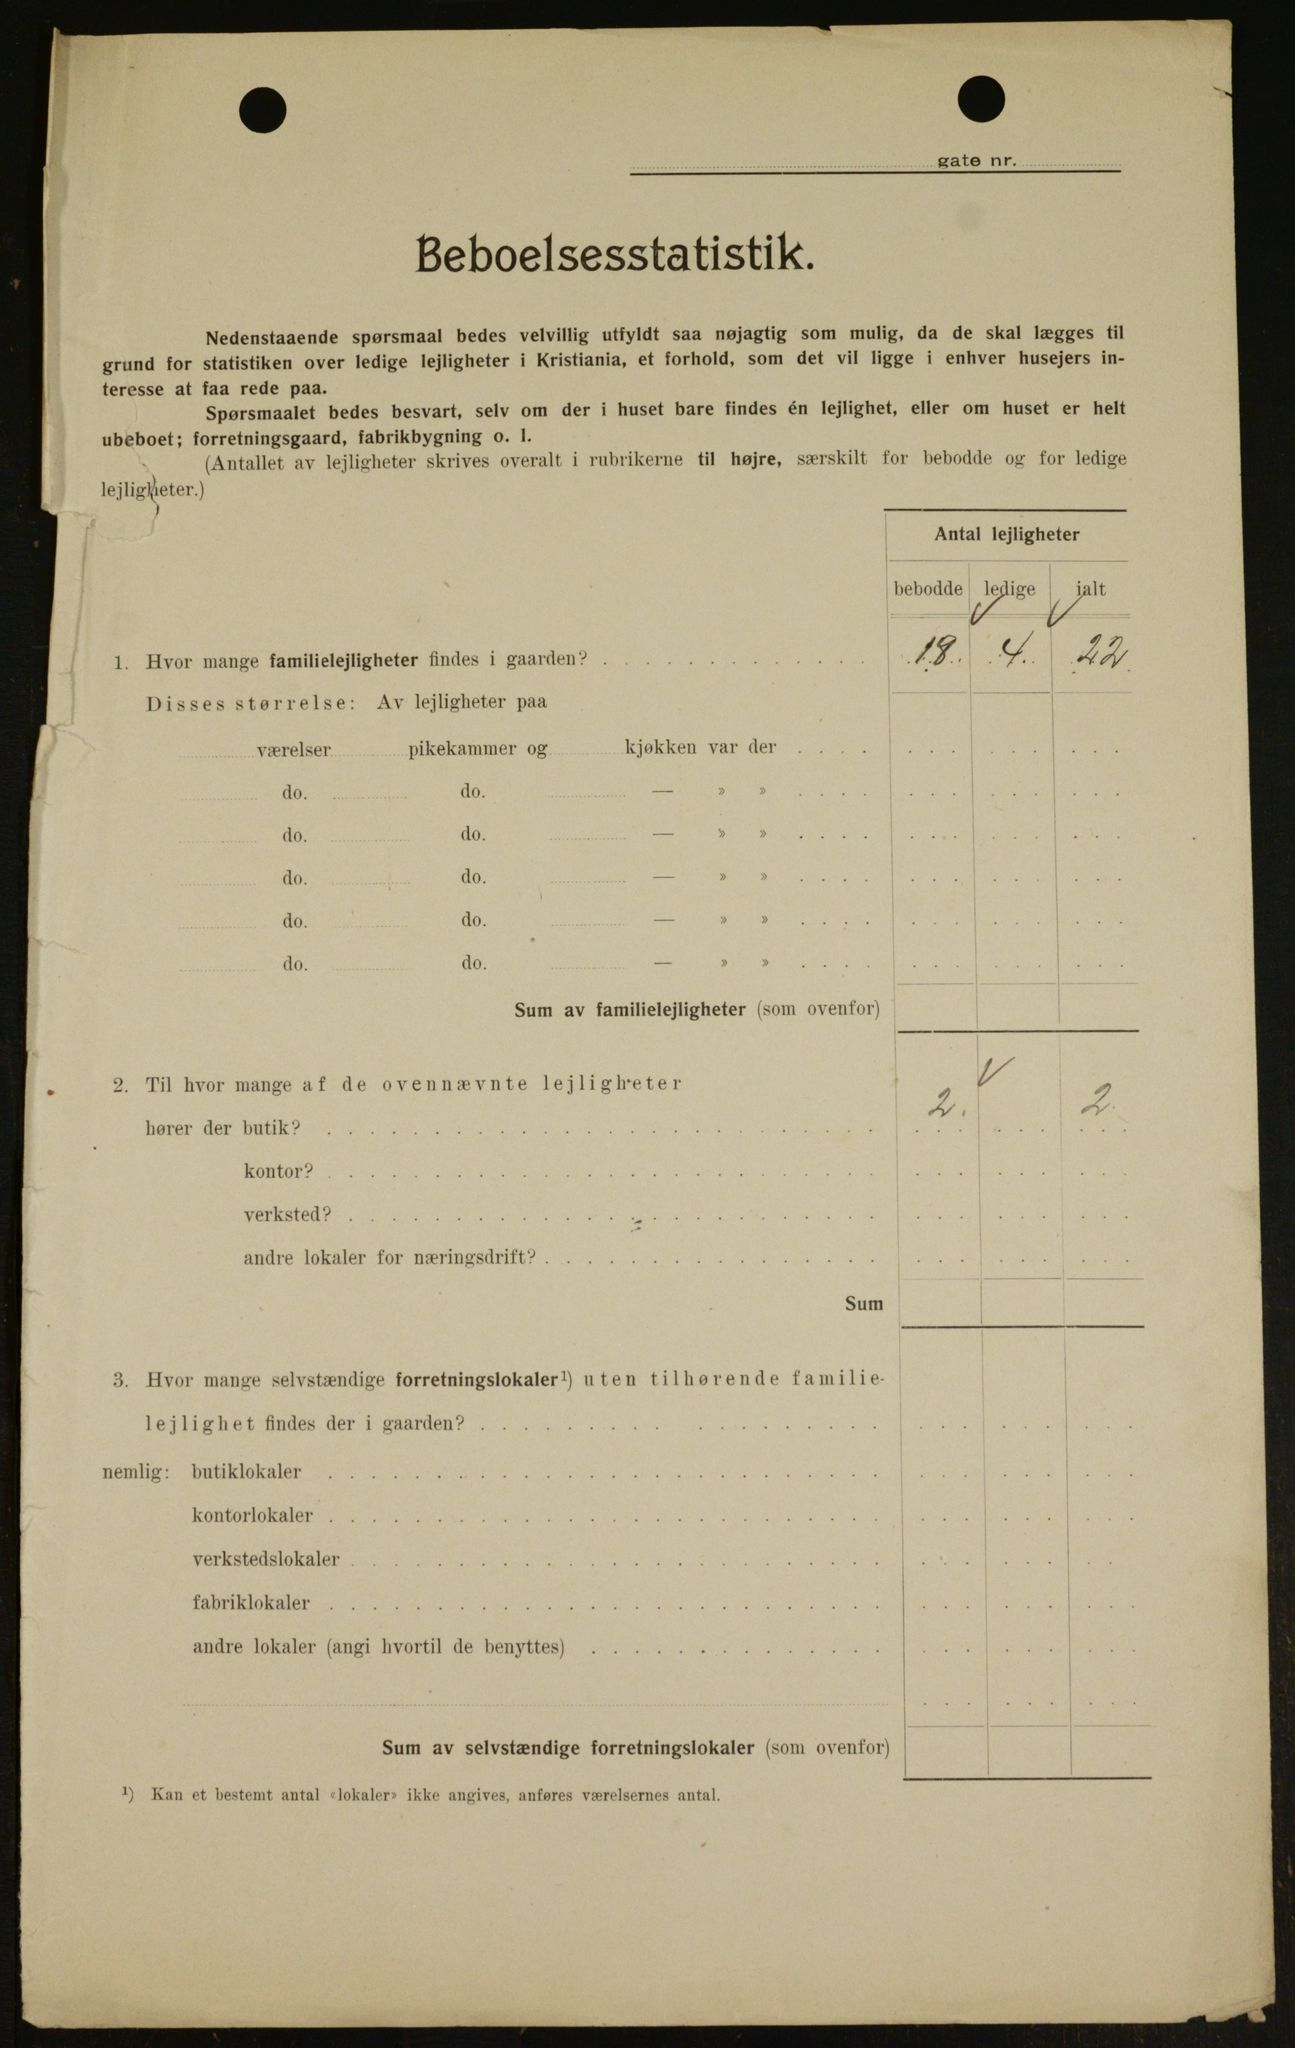 gate nr.
Beboelsesstatistik.
Nedenstaaende spørsmaal bedes velvillig utfyldt saa nøjagtig som mulig, da de skal lægges til
grund for statistiken over ledige lejligheter i Kristiania, et forhold, som det vil ligge i enhver husejers in-
teresse at faa rede paa.
Spørsmaalet bedes besvart, selv om der i huset bare findes én lejlighet, eller om huset er helt
ubeboet; forretningsgaard, fabrikbygning o. l.
(Antallet av lejligheter skrives overalt i rubrikerne til højre, særskilt for bebodde og for ledige
lejligheter.)
Antal lejligheter
bebodde ledige ialt
1. Hvor mange familielejligheter findes i gaarden? 18 4 22
Disses størrelse: Av lejligheter paa
værelser pikekammer og kjøkken var der
do. do. — » »
do. do. — » »
do. do. — » »
do. do. — » »
do. do. — » »
Sum av familielejligheter (som ovenfor)
2. Til hvor mange af de ovennævnte lejligheter
hører der butik? 2. 2
kontor?
verksted?
andre lokaler for næringsdrift?
Sum
3. Hvor mange selvstændige forretningslokaler¹) uten tilhørende familie-
lejlighet findes der i gaarden?
nemlig: butiklokaler
kontorlokaler
verkstedslokaler
fabriklokaler
andre lokaler (angi hvortil de benyttes)
Sum av selvstændige forretningslokaler (som ovenfor)
¹) Kan et bestemt antal «lokaler» ikke angives, anføres værelsernes antal.